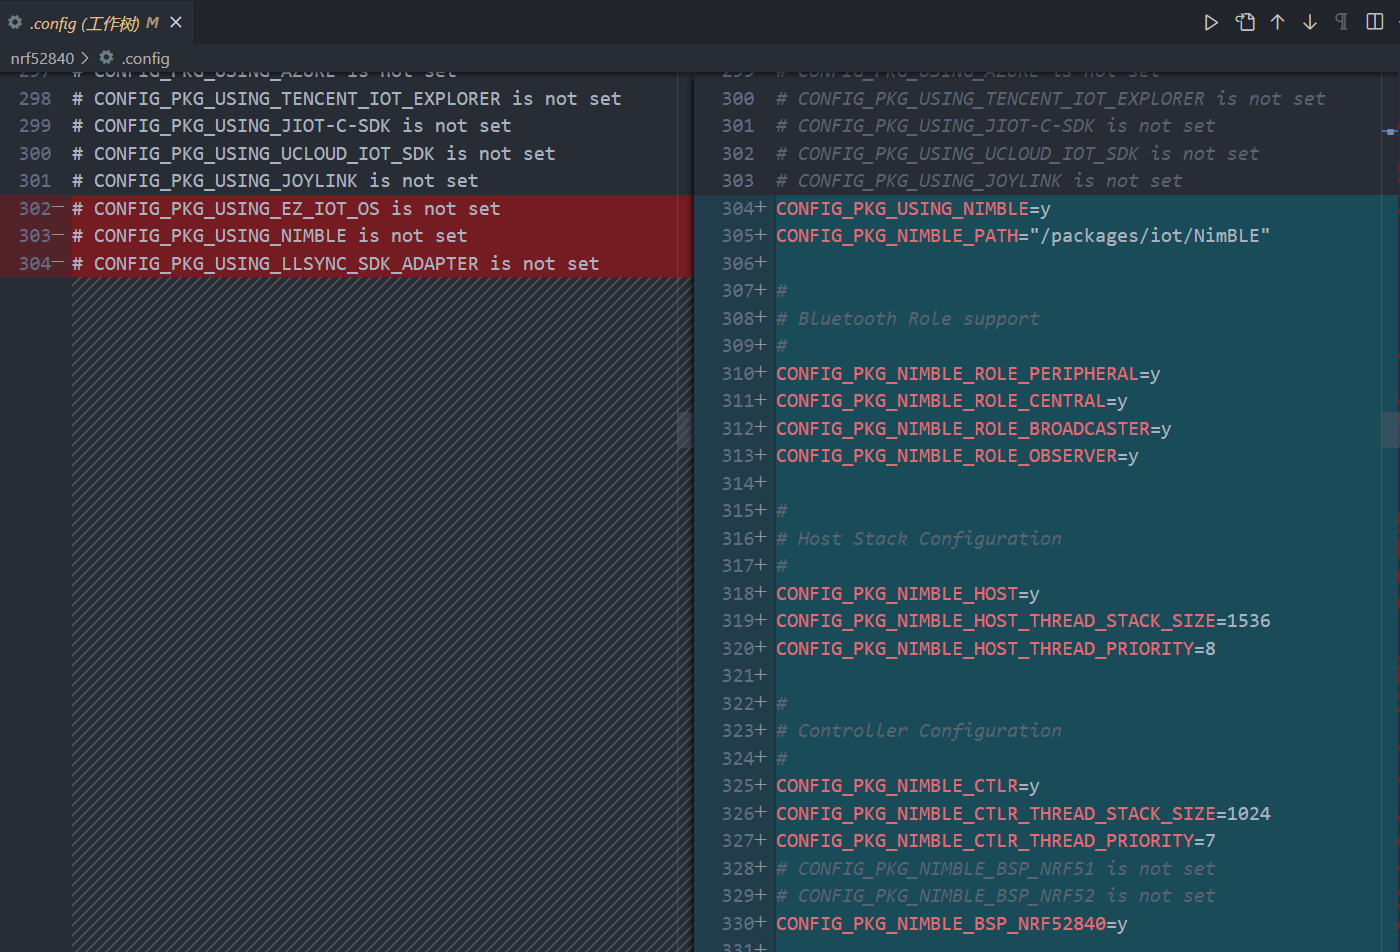 .config (工作树) M
nrf52840 > .config
297 # CONFIG_PKG_USING_AZURE is not set
298 # CONFIG_PKG_USING_TENCENT_IOT_EXPLORER is not set
299 # CONFIG_PKG_USING_JIOT-C-SDK is not set
300 # CONFIG_PKG_USING_UCLOUD_IOT_SDK is not set
301 # CONFIG_PKG_USING_JOYLINK is not set
302− # CONFIG_PKG_USING_EZ_IOT_OS is not set
303− # CONFIG_PKG_USING_NIMBLE is not set
304− # CONFIG_PKG_USING_LLSYNC_SDK_ADAPTER is not set
299 # CONFIG_PKG_USING_AZURE is not set
300 # CONFIG_PKG_USING_TENCENT_IOT_EXPLORER is not set
301 # CONFIG_PKG_USING_JIOT-C-SDK is not set
302 # CONFIG_PKG_USING_UCLOUD_IOT_SDK is not set
303 # CONFIG_PKG_USING_JOYLINK is not set
304+ CONFIG_PKG_USING_NIMBLE=y
305+ CONFIG_PKG_NIMBLE_PATH="/packages/iot/NimBLE"
306+
307+ #
308+ # Bluetooth Role support
309+ #
310+ CONFIG_PKG_NIMBLE_ROLE_PERIPHERAL=y
311+ CONFIG_PKG_NIMBLE_ROLE_CENTRAL=y
312+ CONFIG_PKG_NIMBLE_ROLE_BROADCASTER=y
313+ CONFIG_PKG_NIMBLE_ROLE_OBSERVER=y
314+
315+ #
316+ # Host Stack Configuration
317+ #
318+ CONFIG_PKG_NIMBLE_HOST=y
319+ CONFIG_PKG_NIMBLE_HOST_THREAD_STACK_SIZE=1536
320+ CONFIG_PKG_NIMBLE_HOST_THREAD_PRIORITY=8
321+
322+ #
323+ # Controller Configuration
324+ #
325+ CONFIG_PKG_NIMBLE_CTLR=y
326+ CONFIG_PKG_NIMBLE_CTLR_THREAD_STACK_SIZE=1024
327+ CONFIG_PKG_NIMBLE_CTLR_THREAD_PRIORITY=7
328+ # CONFIG_PKG_NIMBLE_BSP_NRF51 is not set
329+ # CONFIG_PKG_NIMBLE_BSP_NRF52 is not set
330+ CONFIG_PKG_NIMBLE_BSP_NRF52840=y
331+